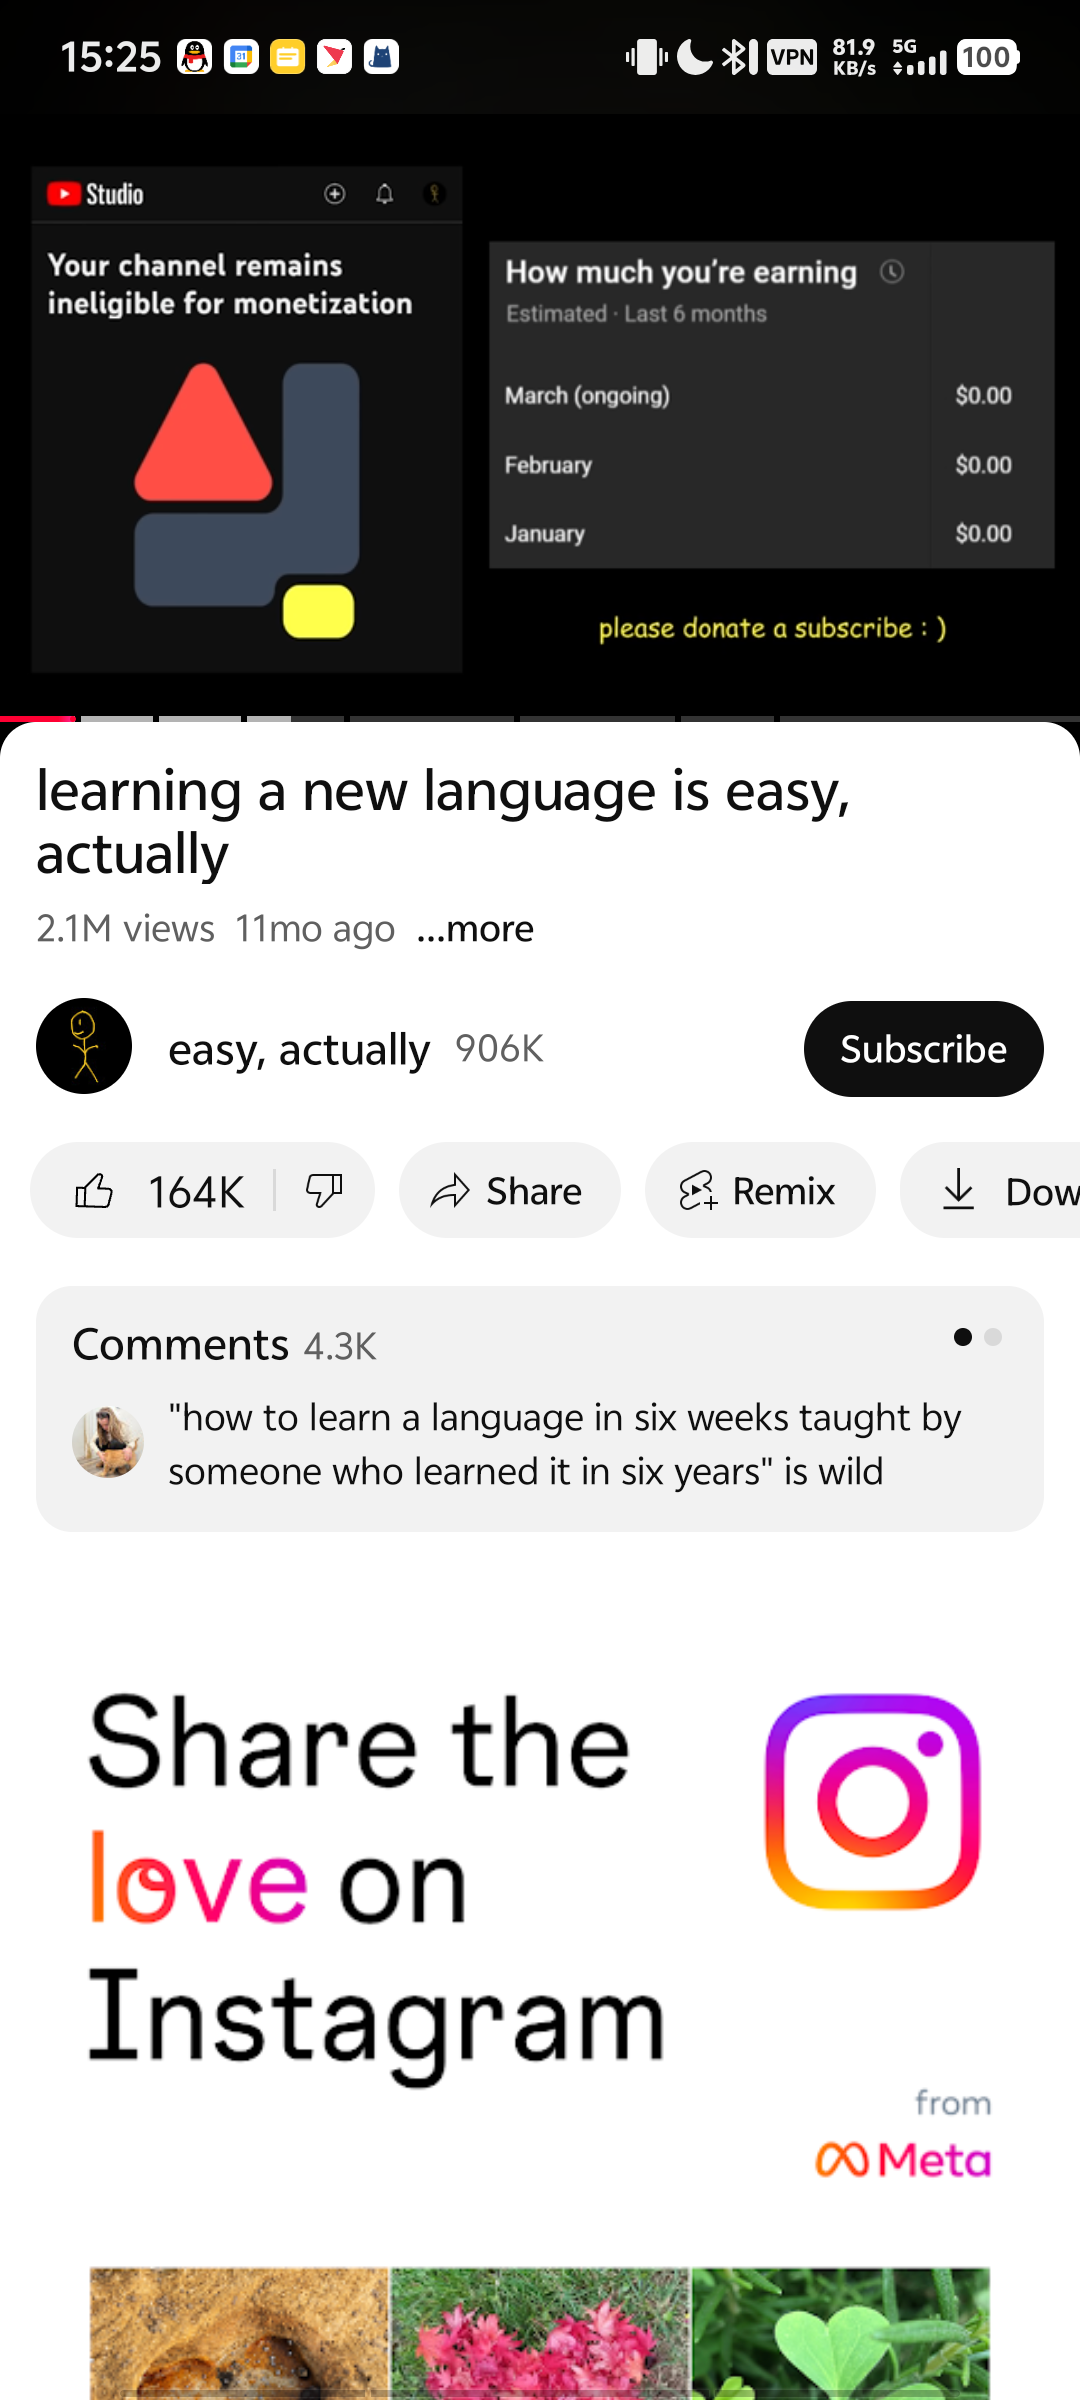 15:25
31
VPN
81.9
KB/s
5G
100
Studio
Your channel remains
ineligible for monetization
How much you're earning
Estimated · Last 6 months
March (ongoing) $0.00
February $0.00
January $0.00
please donate a subscribe : )
learning a new language is easy,
actually
2.1M views 11mo ago ...more
easy, actually 906K
Subscribe
164K
Share
Remix
Dow
Comments 4.3K
"how to learn a language in six weeks taught by
someone who learned it in six years" is wild
Share the
love on
Instagram
from
Meta